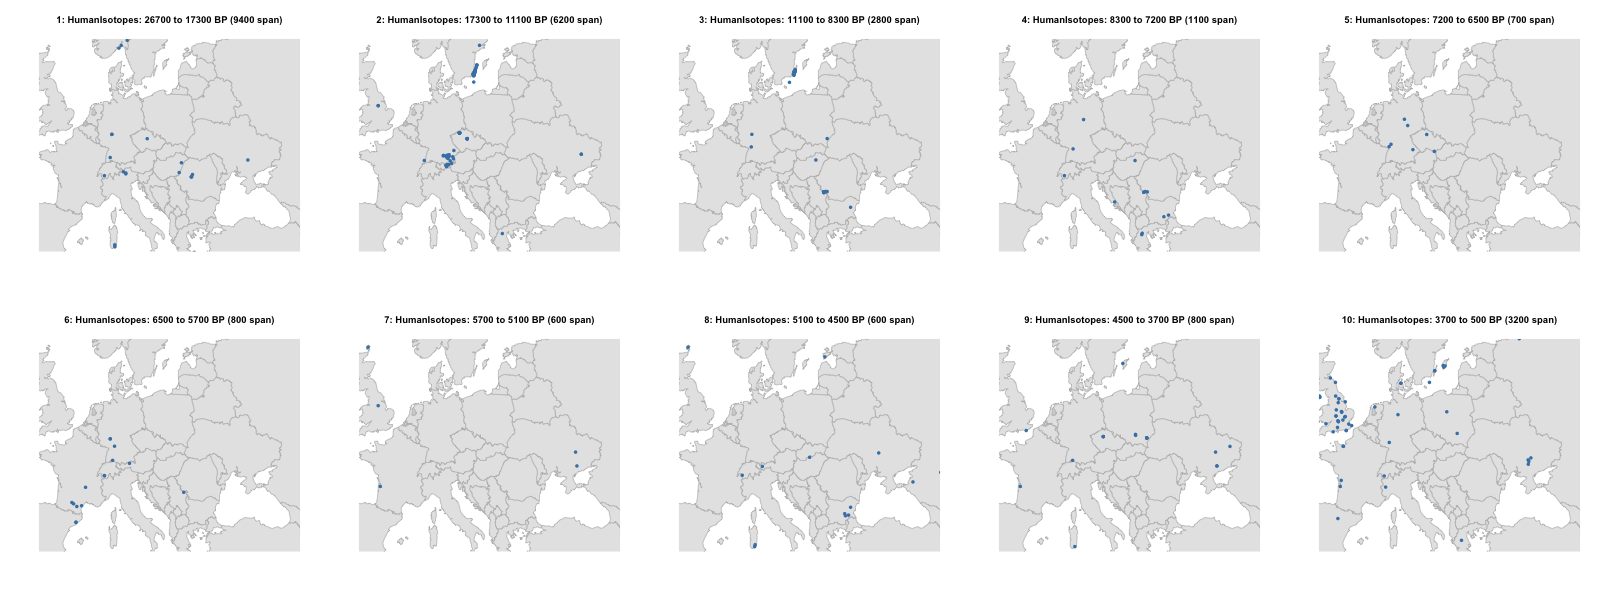 1: HumanIsotopes: 26700 to 17300 BP (9400 span)
2: HumanIsotopes: 17300 to 11100 BP (6200 span)
3: HumanIsotopes: 11100 to 8300 BP (2800 span)
4: HumanIsotopes: 8300 to 7200 BP (1100 span)
5: HumanIsotopes: 7200 to 6500 BP (700 span)
6: HumanIsotopes: 6500 to 5700 BP (800 span)
7: HumanIsotopes: 5700 to 5100 BP (600 span)
8: HumanIsotopes: 5100 to 4500 BP (600 span)
9: HumanIsotopes: 4500 to 3700 BP (800 span)
10: HumanIsotopes: 3700 to 500 BP (3200 span)